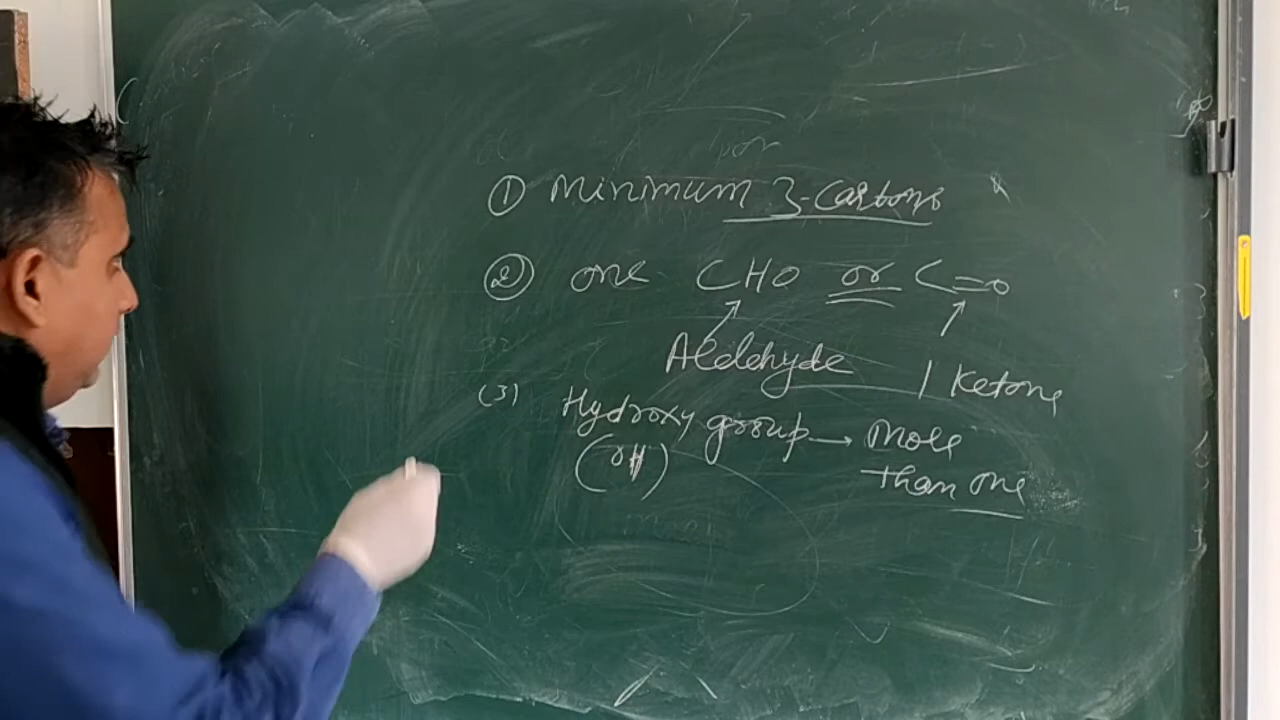 ① Minimum 3-Carbons
② one CHO or C=O
Aldehyde / Ketone
(3) Hydroxy group → More
(OH) than one